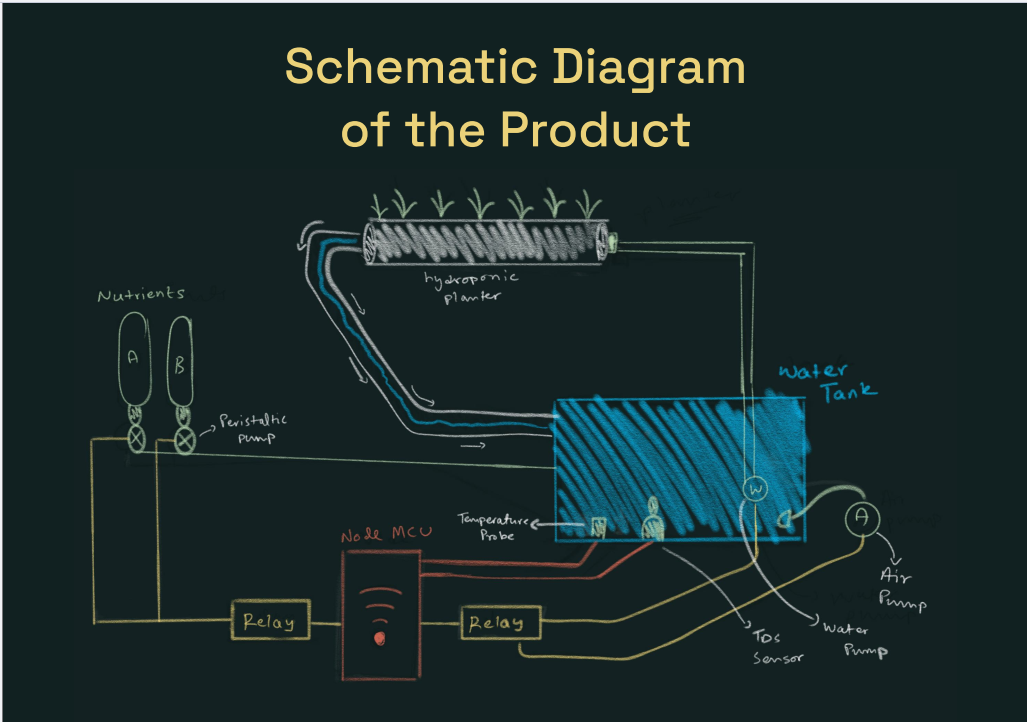 Schematic Diagram
of the Product
hydroponic
planter
Nutrients
A
B
Peristaltic
pump
Water
Tank
W
A
Temperature
Probe
Node MCU
Air
Pump
Relay
Relay
Water
Pump
TDS
Sensor